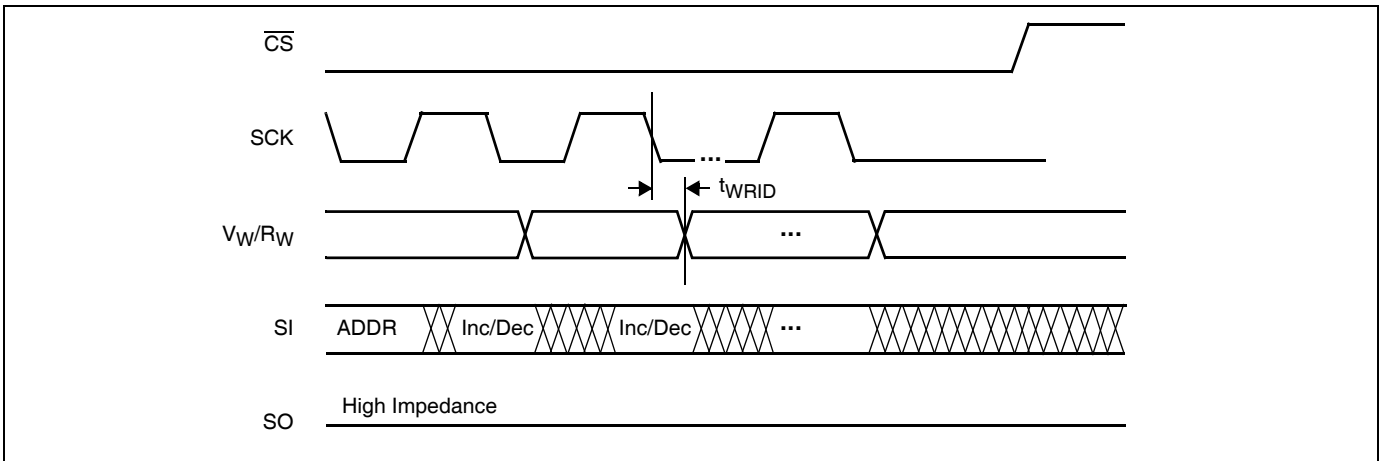 CS
SCK
...
tWRID
VW/RW
...
SI ADDR Inc/Dec Inc/Dec ...
High Impedance
SO